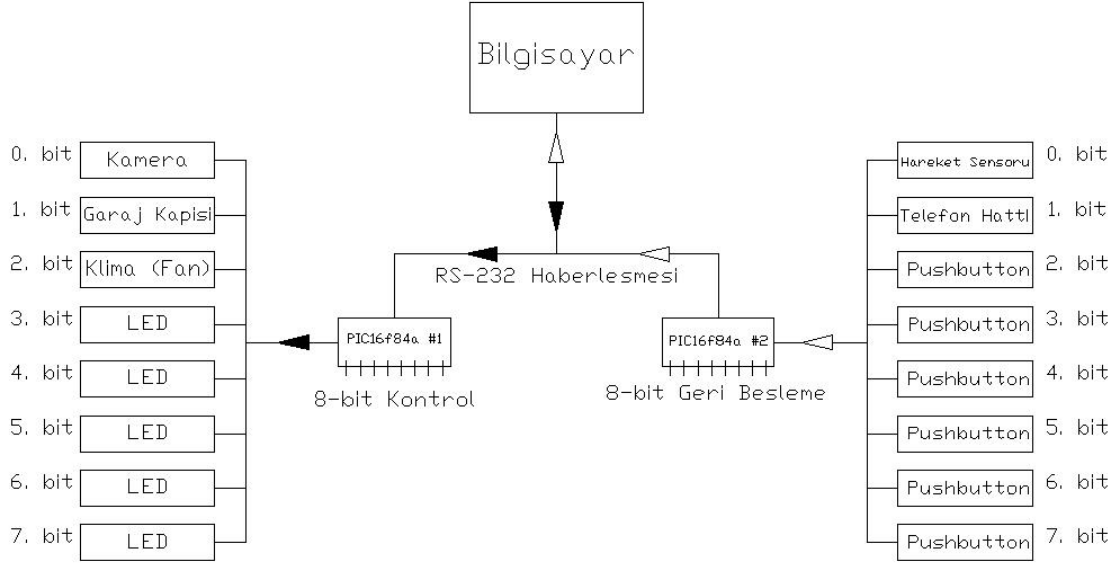 Bilgisayar
0. bit Kamera
1. bit Garaj Kapisi
2. bit Klima (Fan)
3. bit LED
4. bit LED
5. bit LED
6. bit LED
7. bit LED
RS-232 Haberlesmesi
PIC16f84a #1
8-bit Kontrol
PIC16f84a #2
8-bit Geri Besleme
Hareket Sensoru 0. bit
Telefon HattI 1. bit
Pushbutton 2. bit
Pushbutton 3. bit
Pushbutton 4. bit
Pushbutton 5. bit
Pushbutton 6. bit
Pushbutton 7. bit